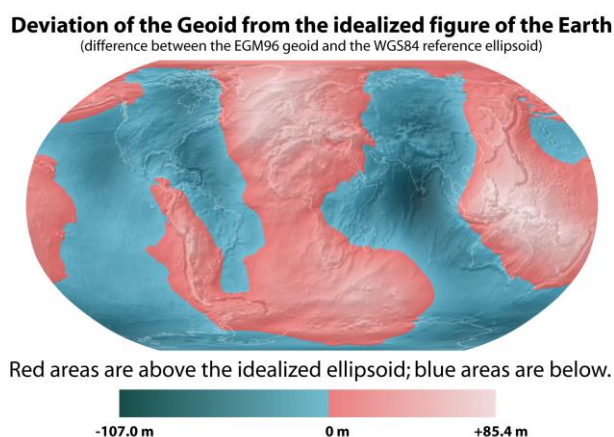 Deviation of the Geoid from the idealized figure of the Earth
(difference between the EGM96 geoid and the WGS84 reference ellipsoid)
Red areas are above the idealized ellipsoid; blue areas are below.
-107.0 m 0 m +85.4 m